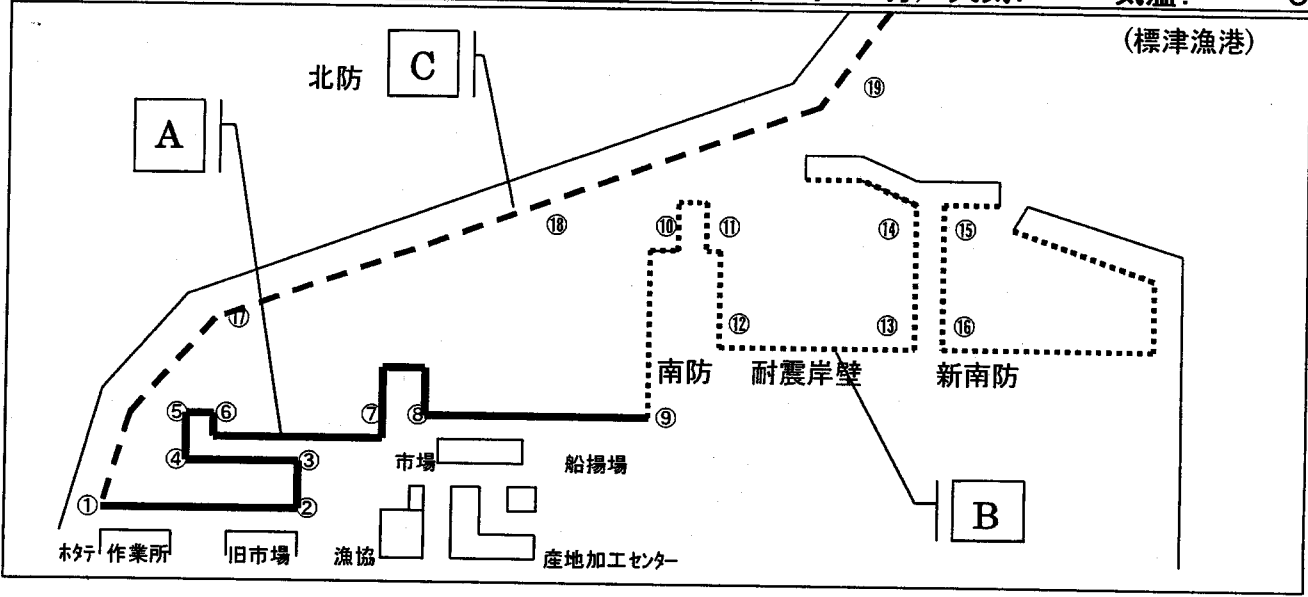 (標津漁港)
北防
C
A
⑲
⑱
⑩
⑪
⑭
⑮
⑰
⑫
⑬
⑯
南防
耐震岸壁
新南防
⑤
⑥
⑦
⑧
⑨
④
③
市場
船揚場
①
②
B
ホタテ
作業所
旧市場
漁協
産地加工センター